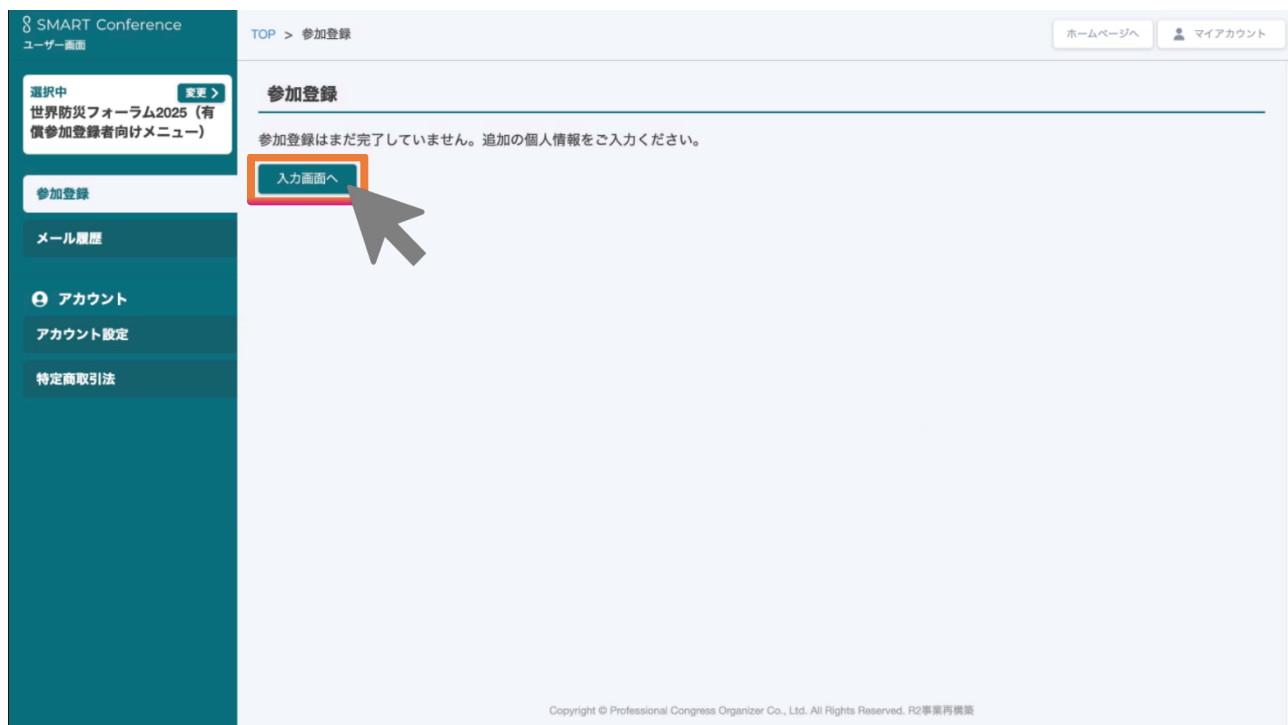 SMART Conference
ユーザー画面
TOP > 参加登録
ホームページへ
マイアカウント
選択中
変更 >
世界防災フォーラム2025（有
償参加登録者向けメニュー）
参加登録
メール履歴
アカウント
アカウント設定
特定商取引法
参加登録
参加登録はまだ完了していません。追加の個人情報をご入力ください。
入力画面へ
Copyright © Professional Congress Organizer Co., Ltd. All Rights Reserved. R2事業再構築